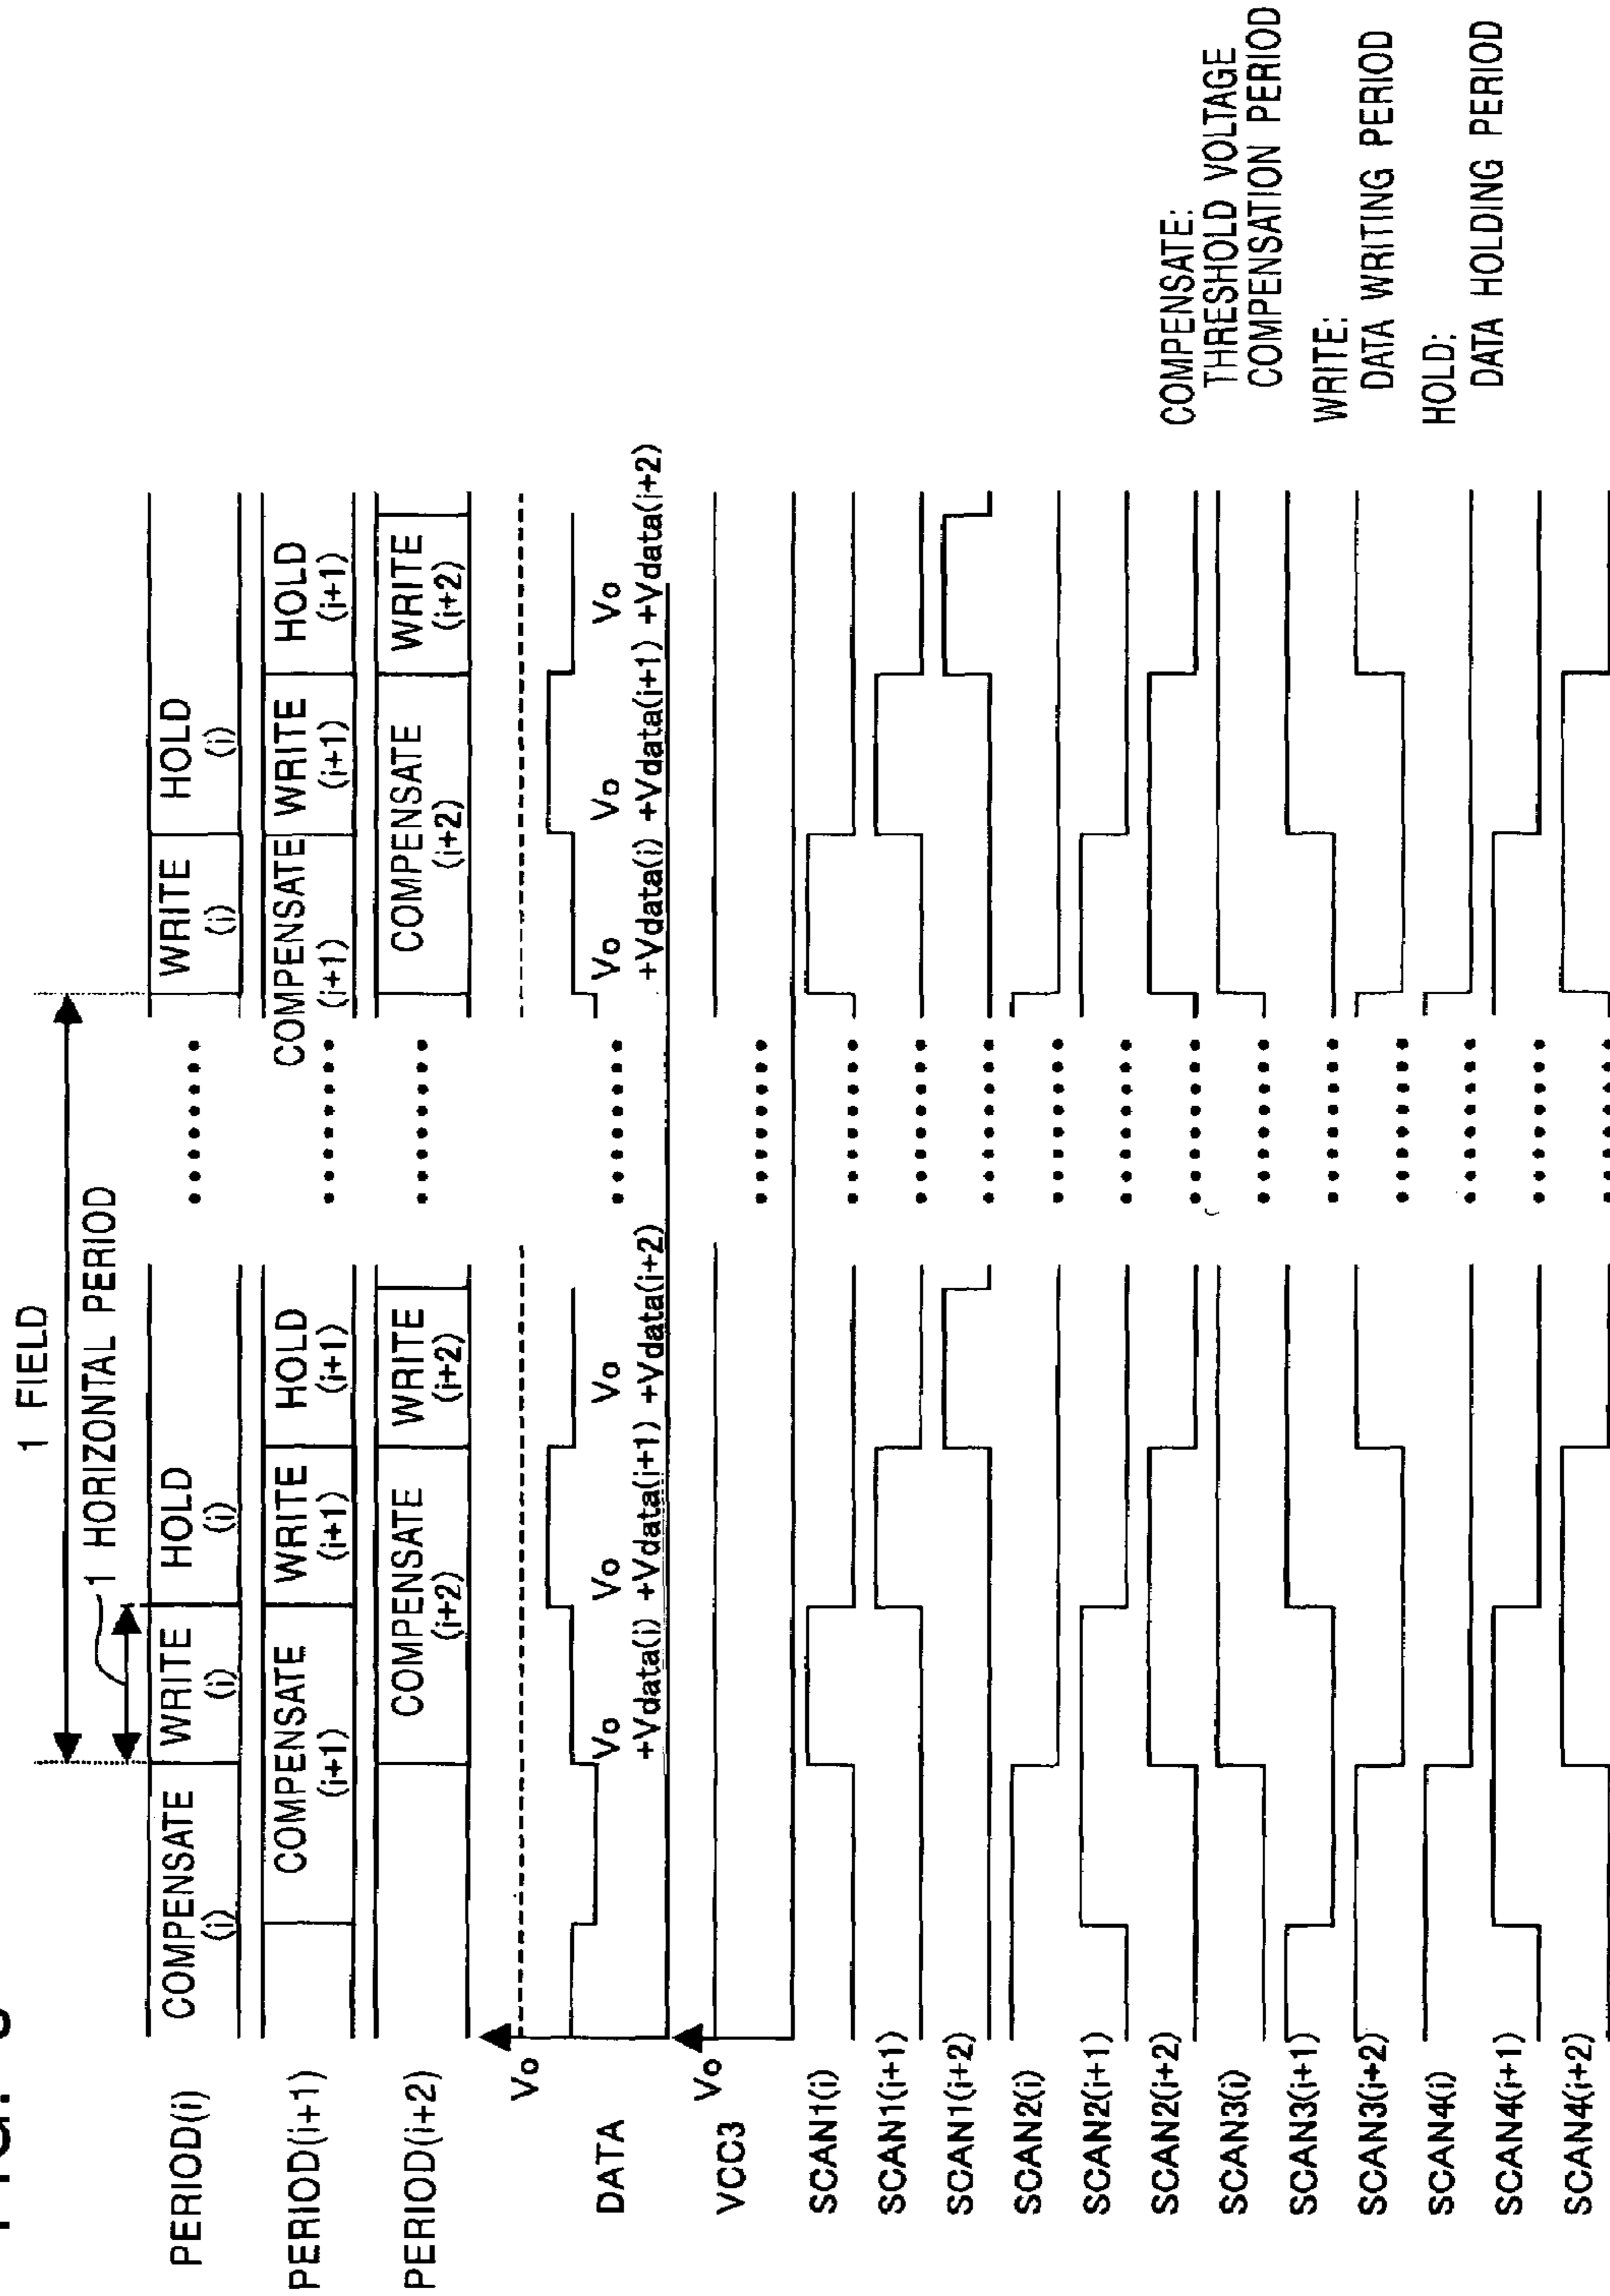 FIG.
1 FIELD
1 HORIZONTAL PERIOD
PERIOD(i)
COMPENSATE
(i)
WRITE
(i)
HOLD
(i)
WRITE
(i)
HOLD
(i)
PERIOD(i+1)
COMPENSATE
(i+1)
WRITE
(i+1)
HOLD
(i+1)
COMPENSATE
(i+1)
WRITE
(i+1)
HOLD
(i+1)
PERIOD(i+2)
COMPENSATE
(i+2)
WRITE
(i+2)
COMPENSATE
(i+2)
WRITE
(i+2)
Vo
DATA
Vo Vo Vo
+Vdata(i) +Vdata(i+1) +Vdata(i+2)
Vo Vo Vo
+Vdata(i) +Vdata(i+1) +Vdata(i+2)
Vo
VCC3
SCAN1(i)
SCAN1(i+1)
SCAN1(i+2)
SCAN2(i)
SCAN2(i+1)
SCAN2(i+2)
SCAN3(i)
SCAN3(i+1)
SCAN3(i+2)
SCAN4(i)
SCAN4(i+1)
SCAN4(i+2)
COMPENSATE:
THRESHOLD VOLTAGE
COMPENSATION PERIOD
WRITE:
DATA WRITING PERIOD
HOLD:
DATA HOLDING PERIOD